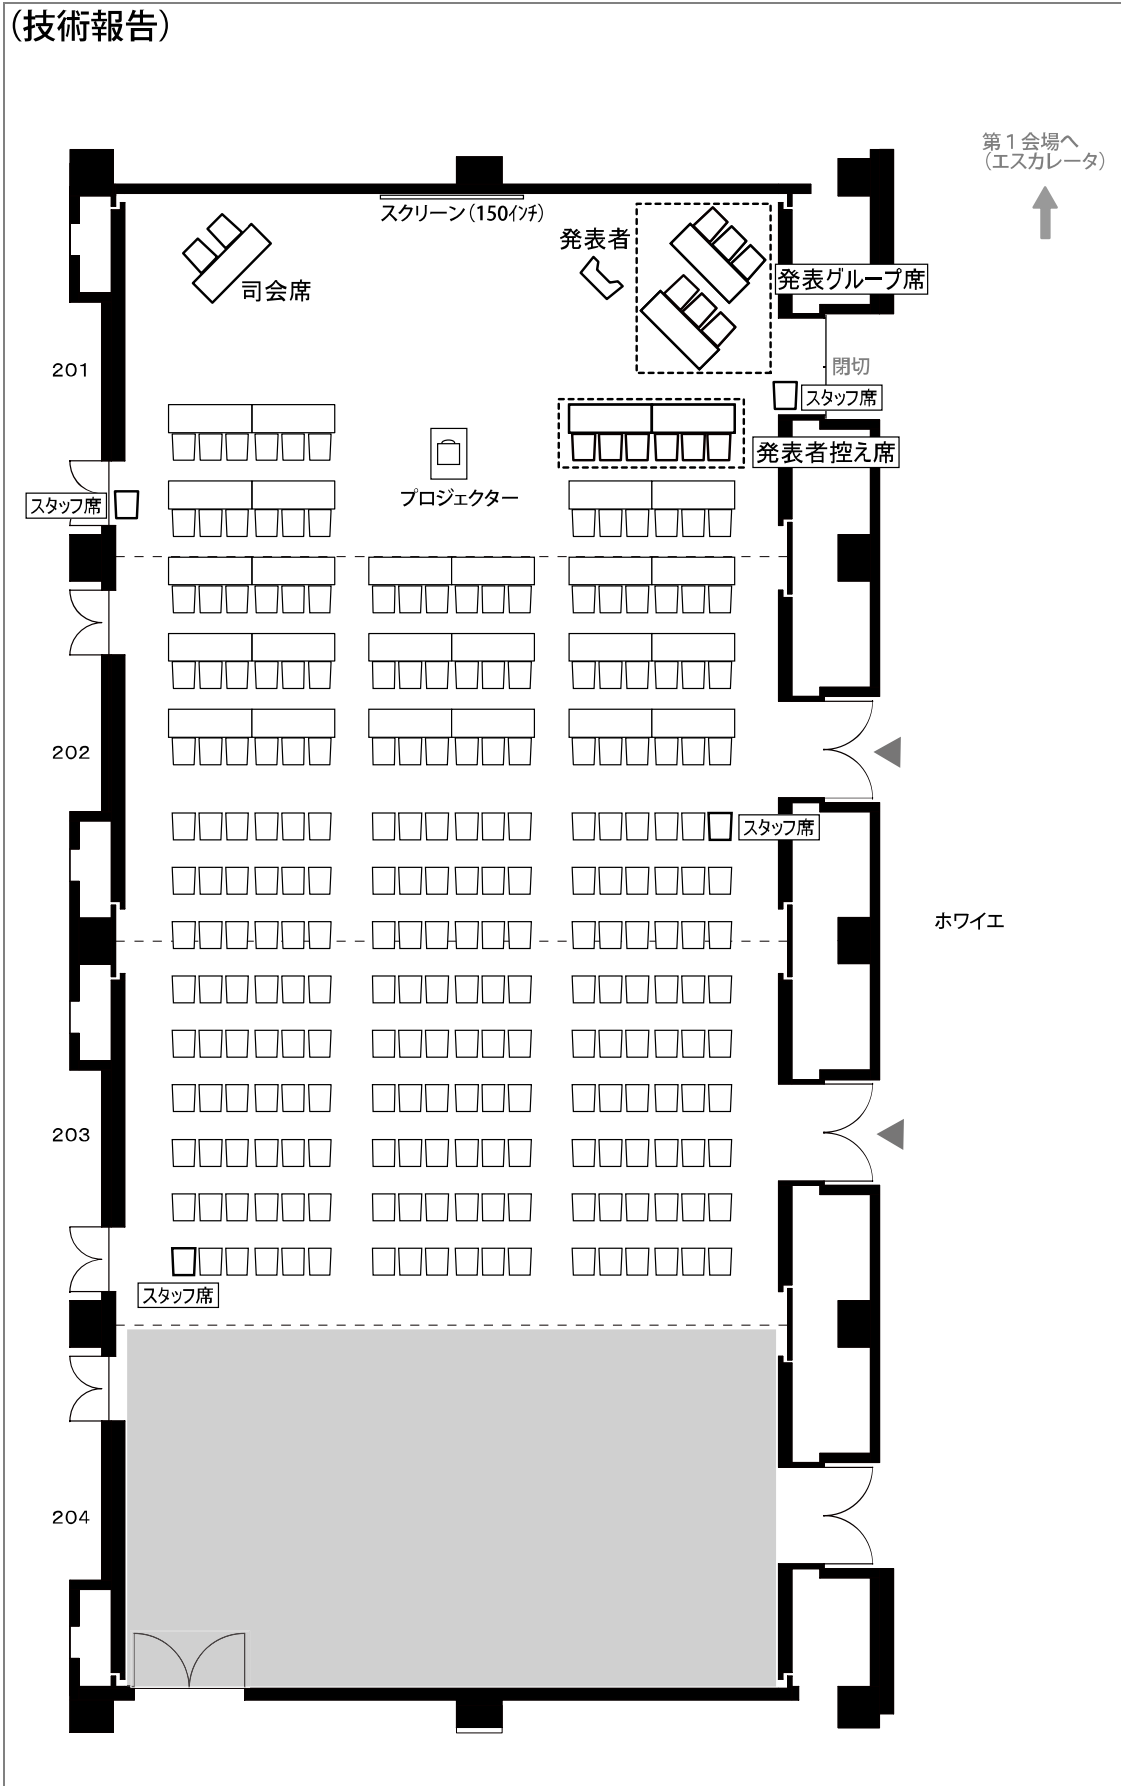 （技術報告）
第１会場へ
（エスカレータ）
スクリーン（150インチ）
発表者
発表グループ席
司会席
201
閉切
スタッフ席
発表者控え席
スタッフ席
プロジェクター
202
スタッフ席
ホワイエ
203
スタッフ席
204